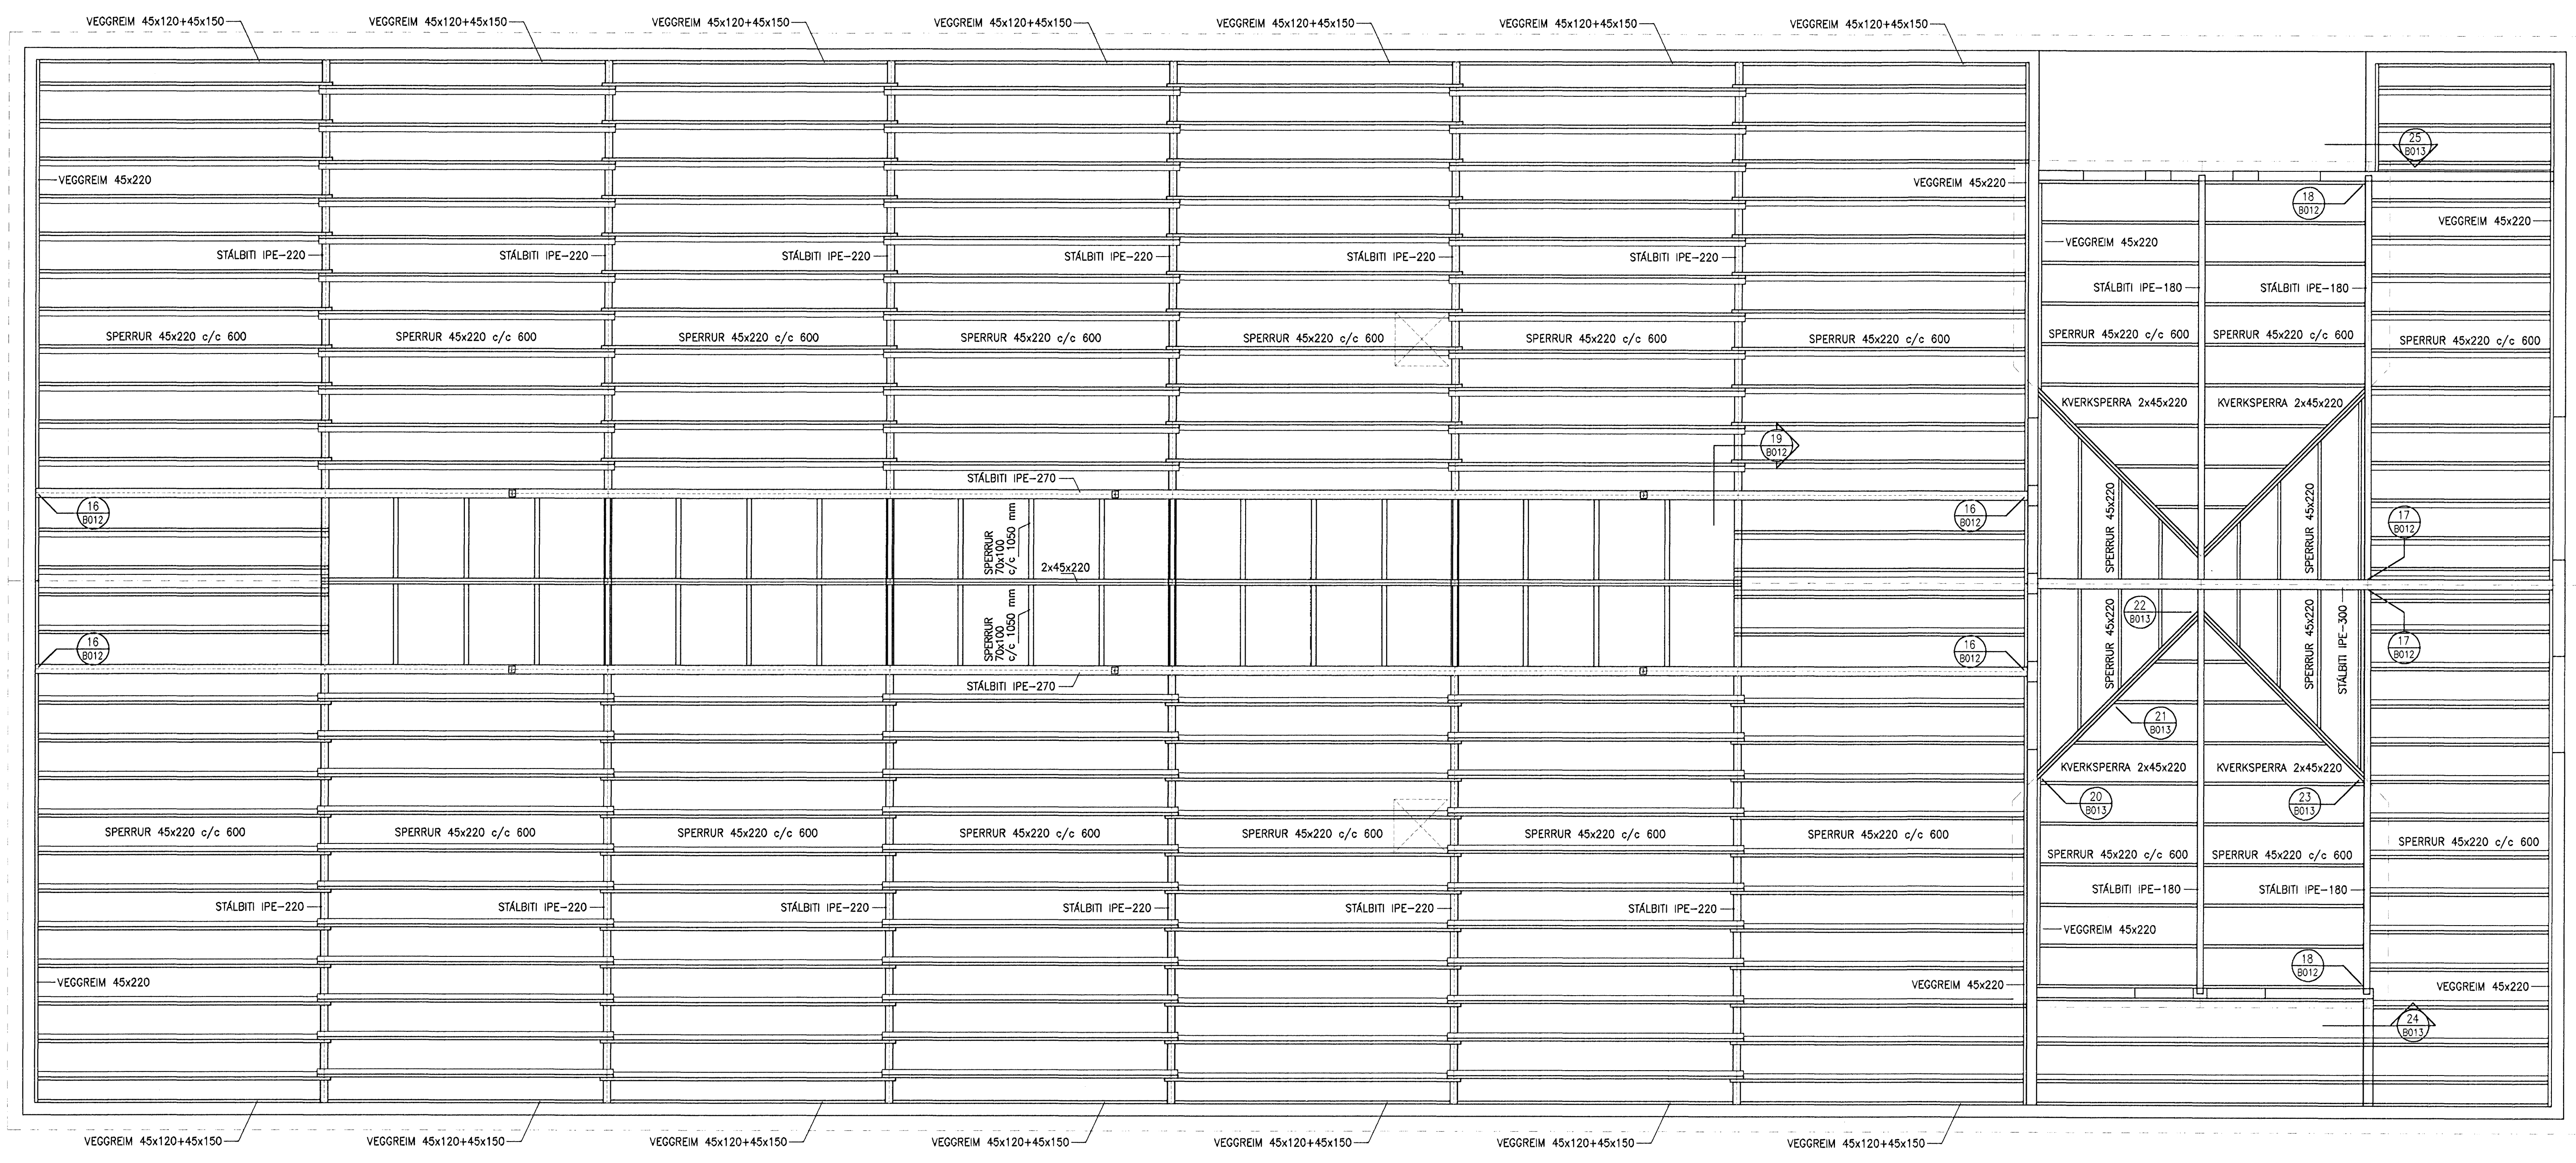 VEGGREIM 45x120+45x150
VEGGREIM 45x120+45x150
VEGGREIM 45x120+45x150
VEGGREIM 45x120+45x150
VEGGREIM 45x120+45x150
VEGGREIM 45x120+45x150
VEGGREIM 45x120+45x150
25
B013
VEGGREIM 45x220
VEGGREIM 45x220
18
B012
VEGGREIM 45x220
VEGGREIM 45x220
STÁLBITI IPE-220
STÁLBITI IPE-220
STÁLBITI IPE-220
STÁLBITI IPE-220
STÁLBITI IPE-220
STÁLBITI IPE-220
STÁLBITI IPE-180
STÁLBITI IPE-180
SPERRUR 45x220 c/c 600
SPERRUR 45x220 c/c 600
SPERRUR 45x220 c/c 600
SPERRUR 45x220 c/c 600
SPERRUR 45x220 c/c 600
SPERRUR 45x220 c/c 600
SPERRUR 45x220 c/c 600
SPERRUR 45x220 c/c 600
SPERRUR 45x220 c/c 600
SPERRUR 45x220 c/c 600
KVERKSPERRA 2x45x220
KVERKSPERRA 2x45x220
19
B012
STÁLBITI IPE-270
16
B012
16
B012
17
B012
SPERRUR
70x100
c/c 1050 mm
SPERRUR 45x220
SPERRUR 45x220
2x45x220
SPERRUR
70x100
c/c 1050 mm
SPERRUR 45x220
SPERRUR 45x220
STÁLBITI IPE-300
22
B013
16
B012
16
B012
17
B012
STÁLBITI IPE-270
21
B013
KVERKSPERRA 2x45x220
KVERKSPERRA 2x45x220
20
B013
23
B013
SPERRUR 45x220 c/c 600
SPERRUR 45x220 c/c 600
SPERRUR 45x220 c/c 600
SPERRUR 45x220 c/c 600
SPERRUR 45x220 c/c 600
SPERRUR 45x220 c/c 600
SPERRUR 45x220 c/c 600
SPERRUR 45x220 c/c 600
SPERRUR 45x220 c/c 600
SPERRUR 45x220 c/c 600
STÁLBITI IPE-180
STÁLBITI IPE-180
STÁLBITI IPE-220
STÁLBITI IPE-220
STÁLBITI IPE-220
STÁLBITI IPE-220
STÁLBITI IPE-220
STÁLBITI IPE-220
VEGGREIM 45x220
18
B012
VEGGREIM 45x220
VEGGREIM 45x220
VEGGREIM 45x220
24
B013
VEGGREIM 45x120+45x150
VEGGREIM 45x120+45x150
VEGGREIM 45x120+45x150
VEGGREIM 45x120+45x150
VEGGREIM 45x120+45x150
VEGGREIM 45x120+45x150
VEGGREIM 45x120+45x150